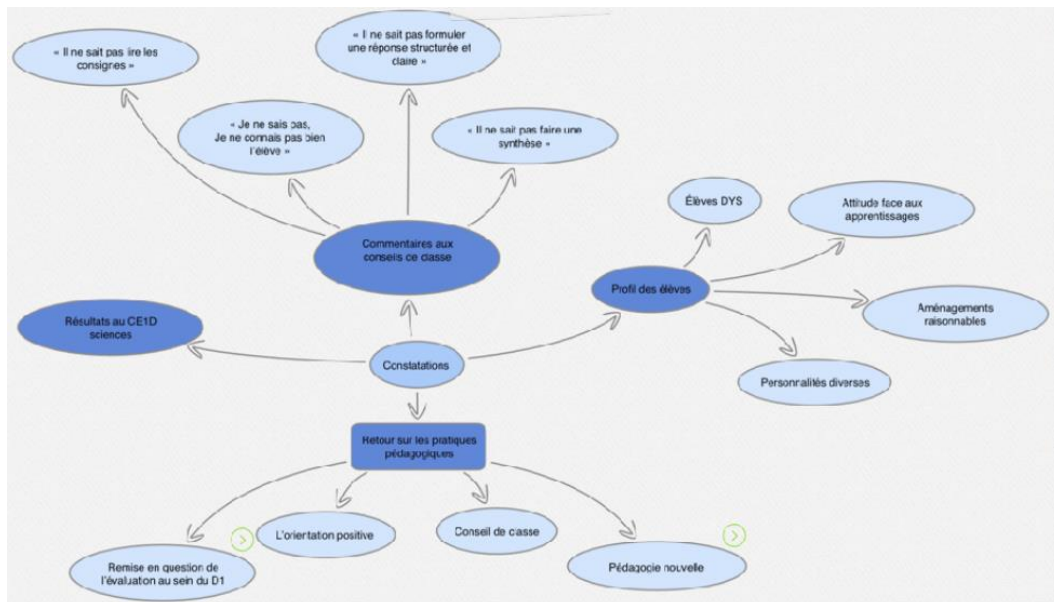 « Il ne sait pas lire les
consignes »
« Il ne sait pas formuler
une réponse structurée et
claire »
« Je ne sais pas,
Je ne connais pas bien
l'élève »
« Il ne sait pas faire une
synthèse »
Élèves DYS
Attitude face aux
apprentissages
Commentaires aux
conseils de classe
Profil des élèves
Aménagements
raisonnables
Résultats au CE1D
sciences
Constatations
Personnalités diverses
Retour sur les pratiques
pédagogiques
L'orientation positive
Conseil de classe
Remise en question de
l'évaluation au sein du D1
Pédagogie nouvelle